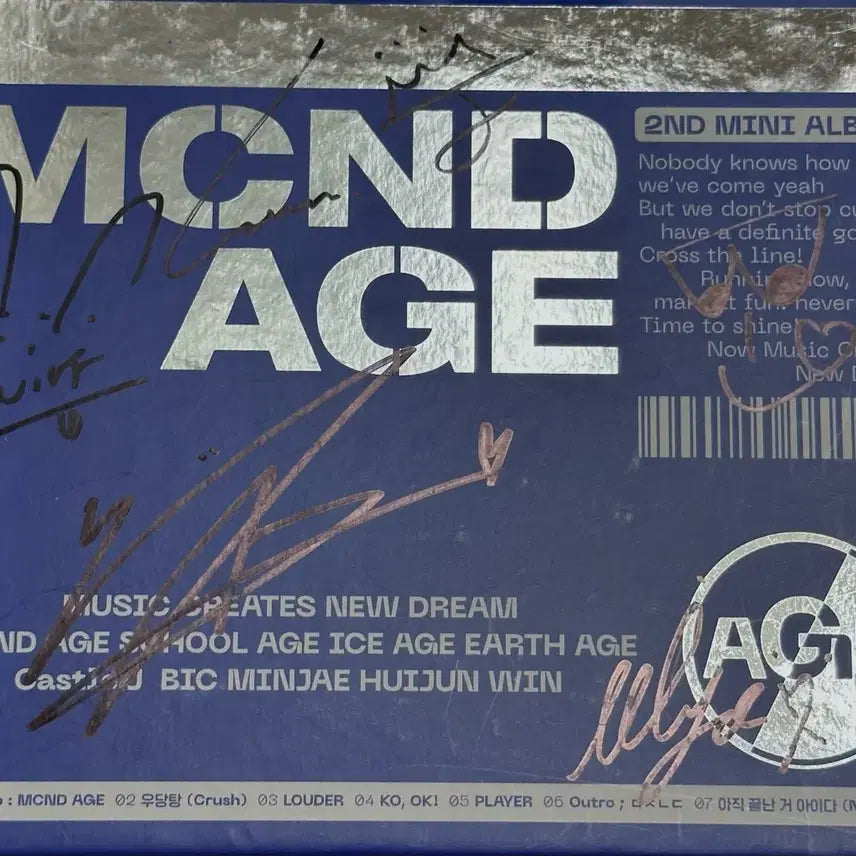 MCND
AGE
2ND MINI ALB
Nobody knows how
we've come yeah
But we don't stop
have a definite
Cross the line!
Time to shine
Now Music
New
MUSIC CREATES NEW DREAM
ND AGE SCHOOL AGE ICE AGE EARTH AGE
CastleJ BIC MINJAE HUIJUN WIN
AGE
: MCND AGE 02 우당탕 (Crush) 03 LOUDER 04 KO, OK! 05 PLAYER 06 Outro ; 07 아직 끝난 거 아이다